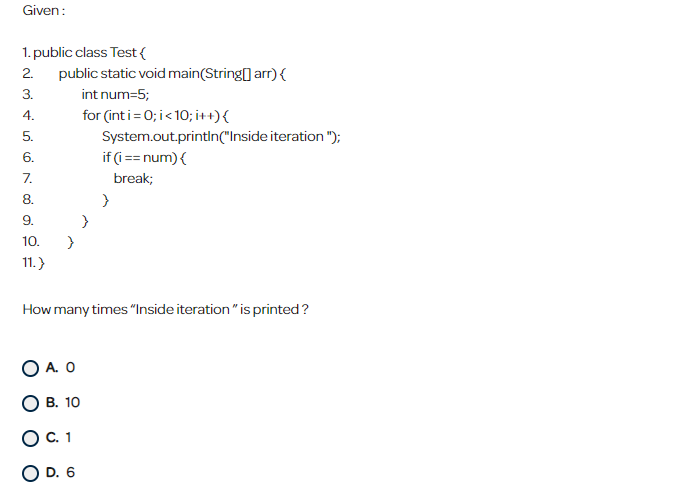 Given :
1. public class Test {
2. public static void main(String[] arr) {
3. int num=5;
4. for (int i = 0; i < 10; i++) {
5. System.out.println("Inside iteration ");
6. if (i == num) {
7. break;
8. }
9. }
10. }
11. }
How many times “Inside iteration ” is printed ?
A. 0
B. 10
C. 1
D. 6